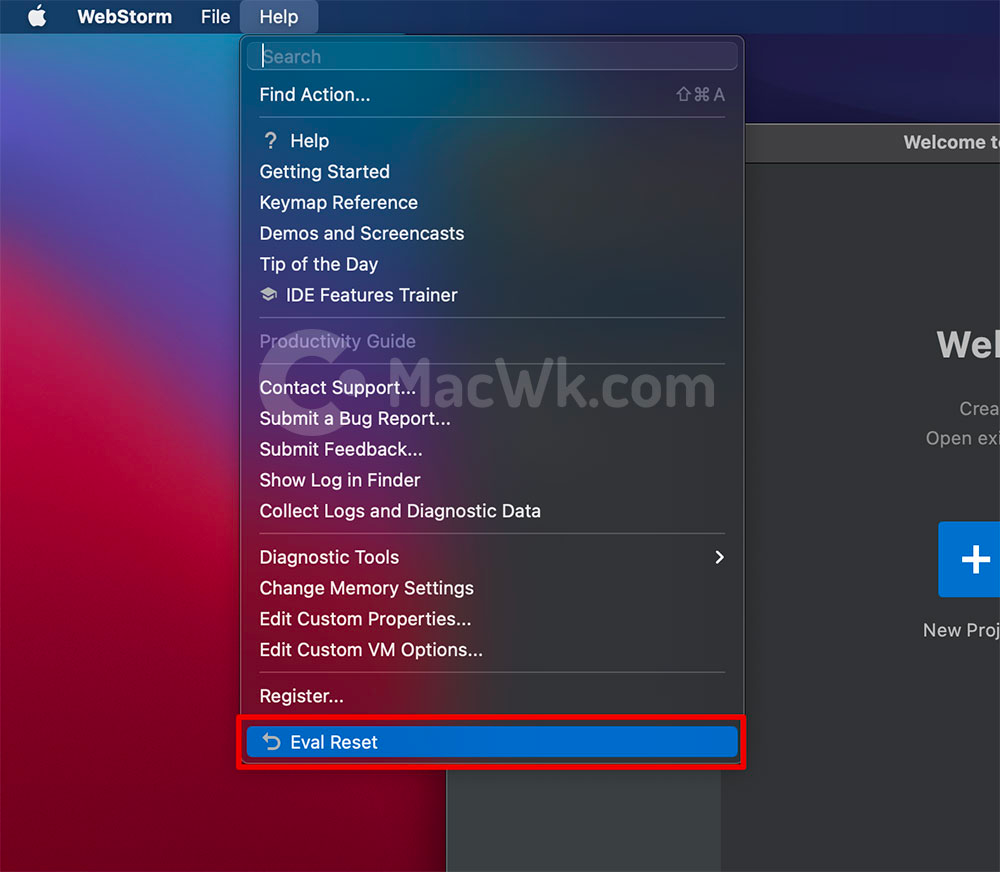 WebStorm File Help
Search
Find Action... ⇧⌘A
? Help
Getting Started
Keymap Reference
Demos and Screencasts
Tip of the Day
IDE Features Trainer
Productivity Guide
MacWk.com
Contact Support...
Submit a Bug Report...
Submit Feedback...
Show Log in Finder
Collect Logs and Diagnostic Data
Diagnostic Tools
Change Memory Settings
Edit Custom Properties...
Edit Custom VM Options...
Register...
Eval Reset
Welcome to
Wel
Crea
Open exi
New Proj